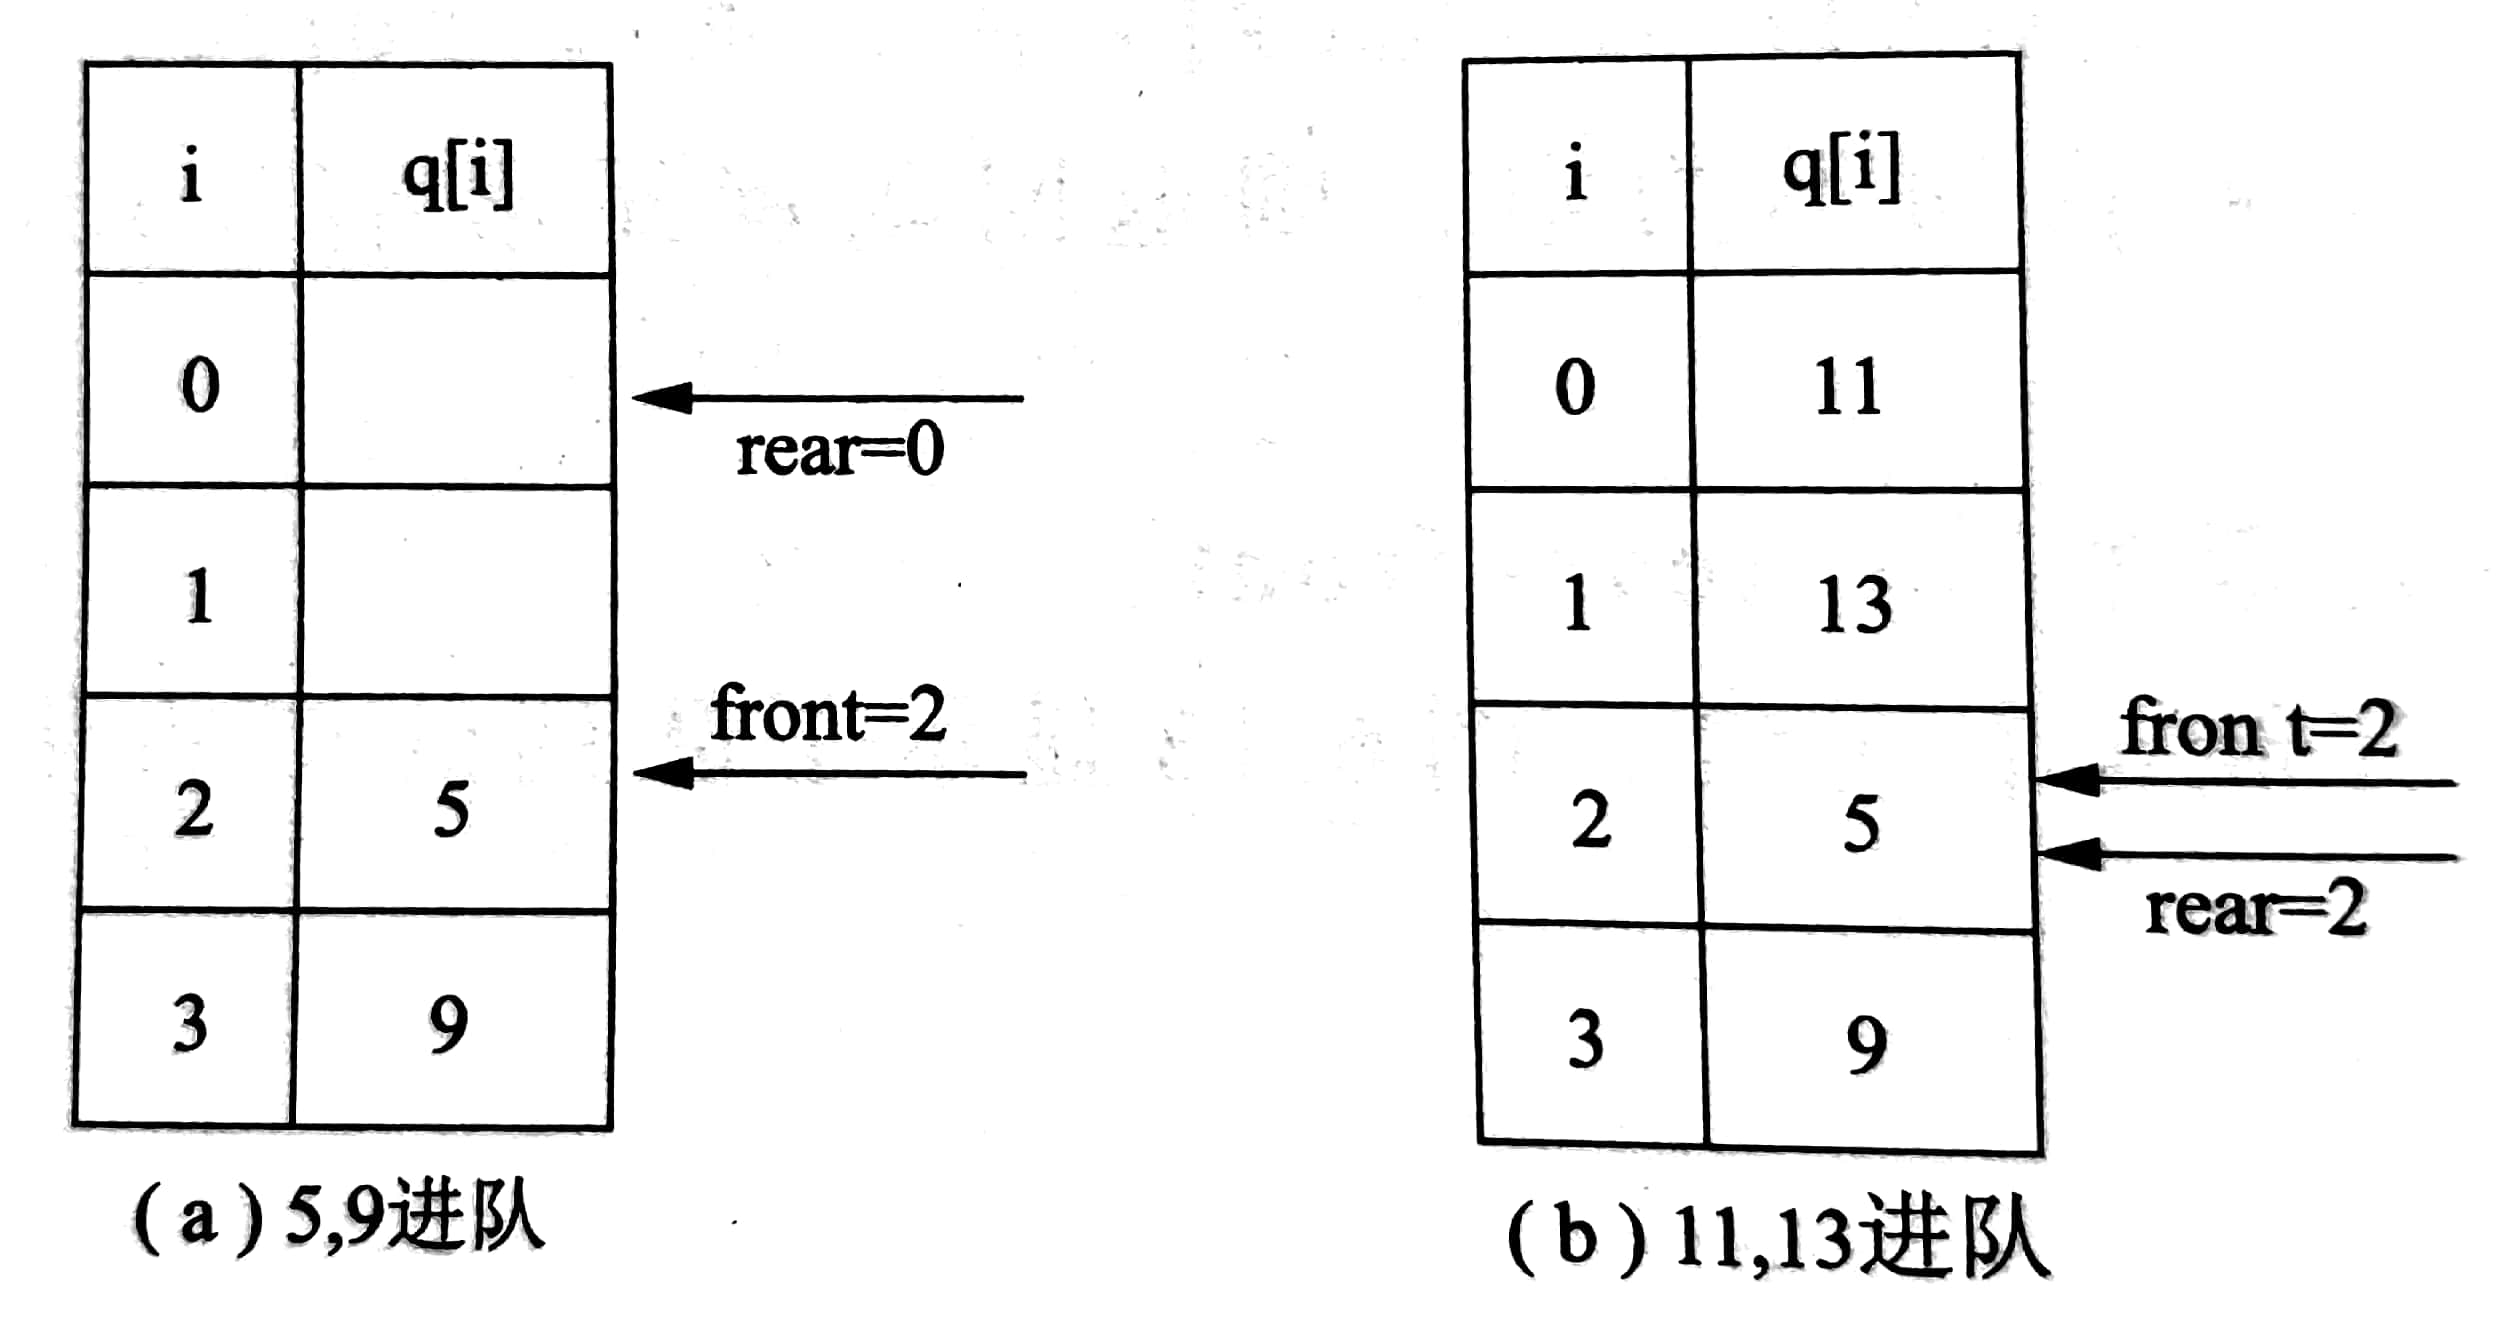 i q[i]
0
1
2 5
3 9
rear=0
front=2
(a)5,9进队
i q[i]
0 11
1 13
2 5
3 9
fron t=2
rear=2
(b)11,13进队